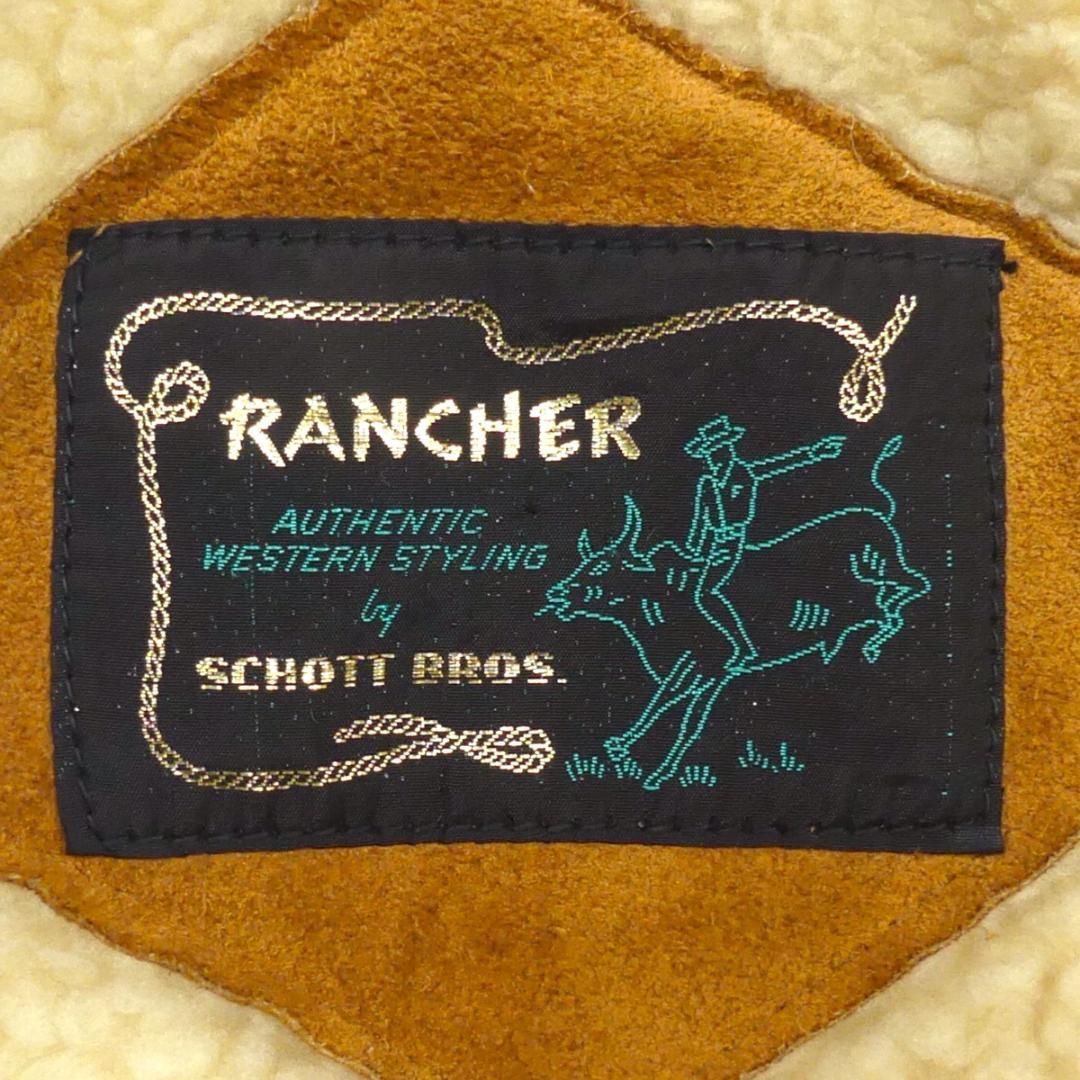 RANCHER
AUTHENTIC
WESTERN STYLING
by
SCHOTT BROS.